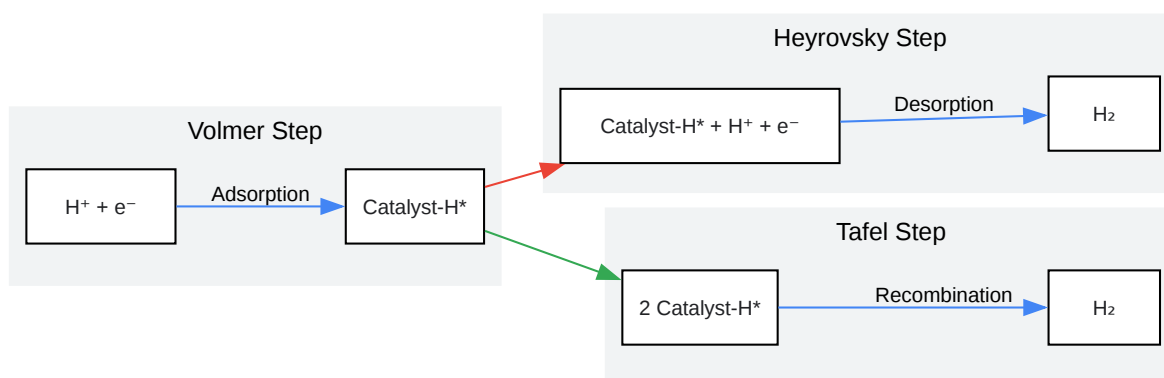 Volmer Step
H⁺ + e⁻
Adsorption
Catalyst-H*
Heyrovsky Step
Catalyst-H* + H⁺ + e⁻
Desorption
H₂
Tafel Step
2 Catalyst-H*
Recombination
H₂